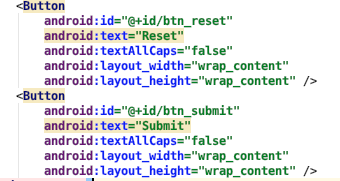 <Button
android:id="@+id/btn_reset"
android:text="Reset"
android:textAllCaps="false"
android:layout_width="wrap_content"
android:layout_height="wrap_content" />
<Button
android:id="@+id/btn_submit"
android:text="Submit"
android:textAllCaps="false"
android:layout_width="wrap_content"
android:layout_height="wrap_content" />